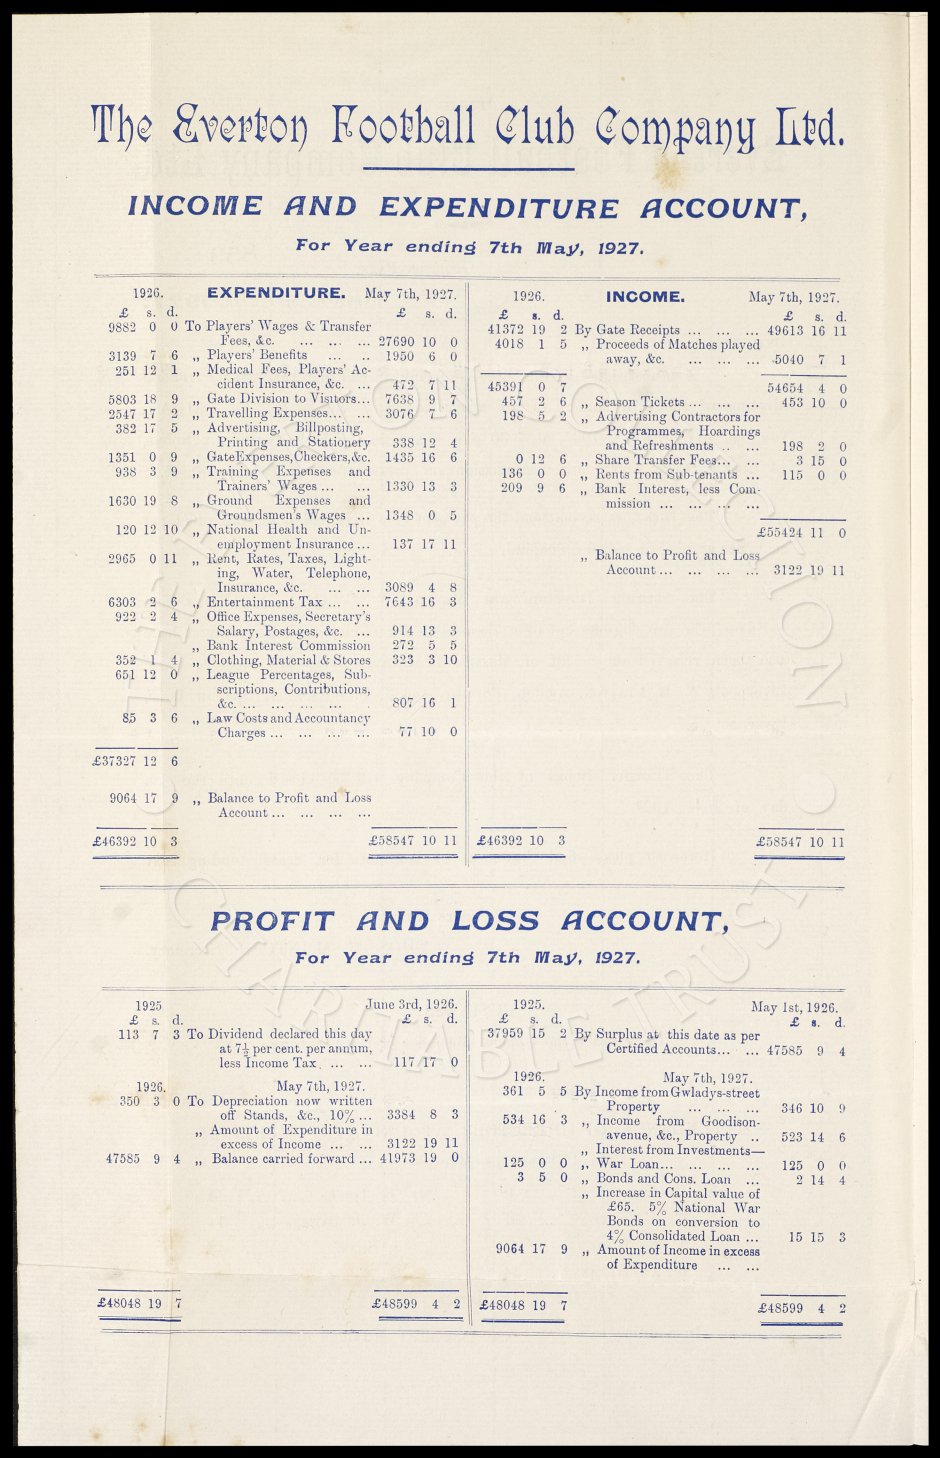 The Everton Football Club Company Ltd.
INCOME AND EXPENDITURE ACCOUNT,
For Year ending 7th May, 1927.
1926. EXPENDITURE. May 7th, 1927.
£ s. d. £ s. d.
9882 0 0 To Players' Wages & Transfer
Fees, &c. ... ... ... 27690 10 0
3139 7 6 „ Players' Benefits ... ... 1950 6 0
251 12 1 „ Medical Fees, Players' Ac-
cident Insurance, &c. ... 472 7 11
5803 18 9 „ Gate Division to Visitors... 7638 9 7
2547 17 2 „ Travelling Expenses... ... 3076 7 6
382 17 5 „ Advertising, Billposting,
Printing and Stationery 338 12 4
1351 0 9 „ Gate Expenses, Checkers, &c. 1435 16 6
938 3 9 „ Training Expenses and
Trainers' Wages ... ... 1330 13 3
1630 19 8 „ Ground Expenses and
Groundsmen's Wages ... 1348 0 5
120 12 10 „ National Health and Un-
employment Insurance ... 137 17 11
2965 0 11 „ Rent, Rates, Taxes, Light-
ing, Water, Telephone,
Insurance, &c. ... ... 3089 4 8
6303 2 6 „ Entertainment Tax ... ... 7643 16 3
922 2 4 „ Office Expenses, Secretary's
Salary, Postages, &c. ... 914 13 3
„ Bank Interest Commission 272 5 5
352 1 4 „ Clothing, Material & Stores 323 3 10
651 12 0 „ League Percentages, Sub-
scriptions, Contributions,
&c. ... ... ... ... 807 16 1
85 3 6 „ Law Costs and Accountancy
Charges ... ... ... ... 77 10 0
£37327 12 6
9064 17 9 „ Balance to Profit and Loss
Account ... ... ... ...
£46392 10 3 £58547 10 11
1926. INCOME. May 7th, 1927.
£ s. d. £ s. d.
41372 19 2 By Gate Receipts ... ... ... 49613 16 11
4018 1 5 „ Proceeds of Matches played
away, &c. ... ... ... 5040 7 1
45391 0 7 54654 4 0
457 2 6 „ Season Tickets ... ... ... 453 10 0
198 5 2 „ Advertising Contractors for
Programmes, Hoardings
and Refreshments .. ... 198 2 0
0 12 6 „ Share Transfer Fees... ... 3 15 0
136 0 0 „ Rents from Sub-tenants ... 115 0 0
209 9 6 „ Bank Interest, less Com-
mission ... ... ... ...
£55424 11 0
„ Balance to Profit and Loss
Account ... ... ... ... 3122 19 11
£46392 10 3 £58547 10 11
PROFIT AND LOSS ACCOUNT,
For Year ending 7th May, 1927.
1925 June 3rd, 1926.
£ s. d. £ s. d.
113 7 3 To Dividend declared this day
at 7½ per cent. per annum,
less Income Tax. ... ... 117 17 0
1926. May 7th, 1927.
350 3 0 To Depreciation now written
off Stands, &c., 10% ... 3384 8 3
„ Amount of Expenditure in
excess of Income ... ... 3122 19 11
47585 9 4 „ Balance carried forward ... 41973 19 0
£48048 19 7 £48599 4 2
1925. May 1st, 1926.
£ s. d. £ s. d.
37959 15 2 By Surplus at this date as per
Certified Accounts... ... 47585 9 4
1926. May 7th, 1927.
361 5 5 By Income from Gwladys-street
Property ... ... ... 346 10 9
534 16 3 „ Income from Goodison-
avenue, &c., Property .. 523 14 6
„ Interest from Investments—
125 0 0 „ War Loan... ... ... ... 125 0 0
3 5 0 „ Bonds and Cons. Loan ... 2 14 4
„ Increase in Capital value of
£65. 5% National War
Bonds on conversion to
4% Consolidated Loan ... 15 15 3
9064 17 9 „ Amount of Income in excess
of Expenditure ... ...
£48048 19 7 £48599 4 2
THE EVERTON COLLECTION
CHARITABLE TRUST